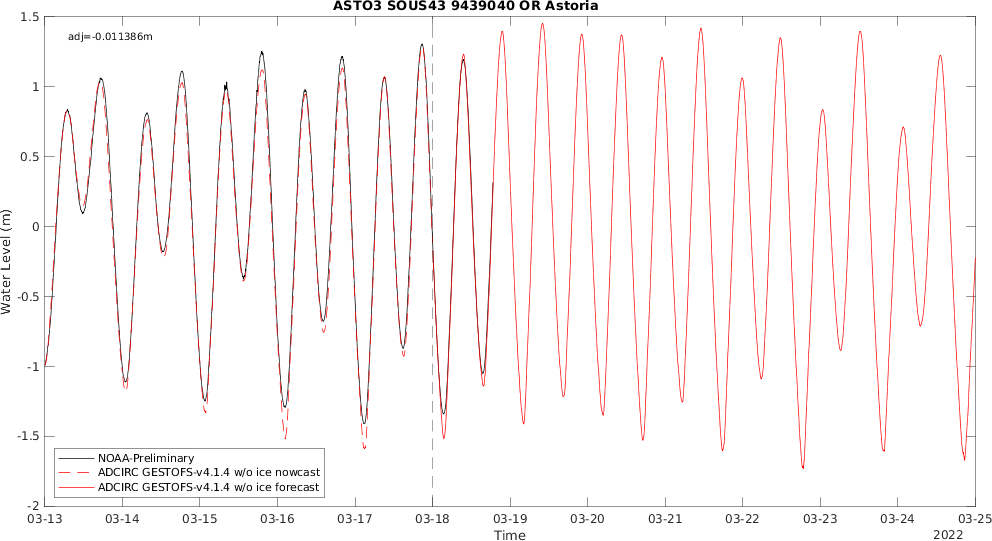 ASTO3 SOUS43 9439040 OR Astoria
adj=-0.011386m
1.5
1
0.5
0
-0.5
-1
-1.5
-2
Water Level (m)
NOAA-Preliminary
ADCIRC GESTOFS-v4.1.4 w/o ice nowcast
ADCIRC GESTOFS-v4.1.4 w/o ice forecast
03-13 03-14 03-15 03-16 03-17 03-18 03-19 03-20 03-21 03-22 03-23 03-24 03-25
Time
2022